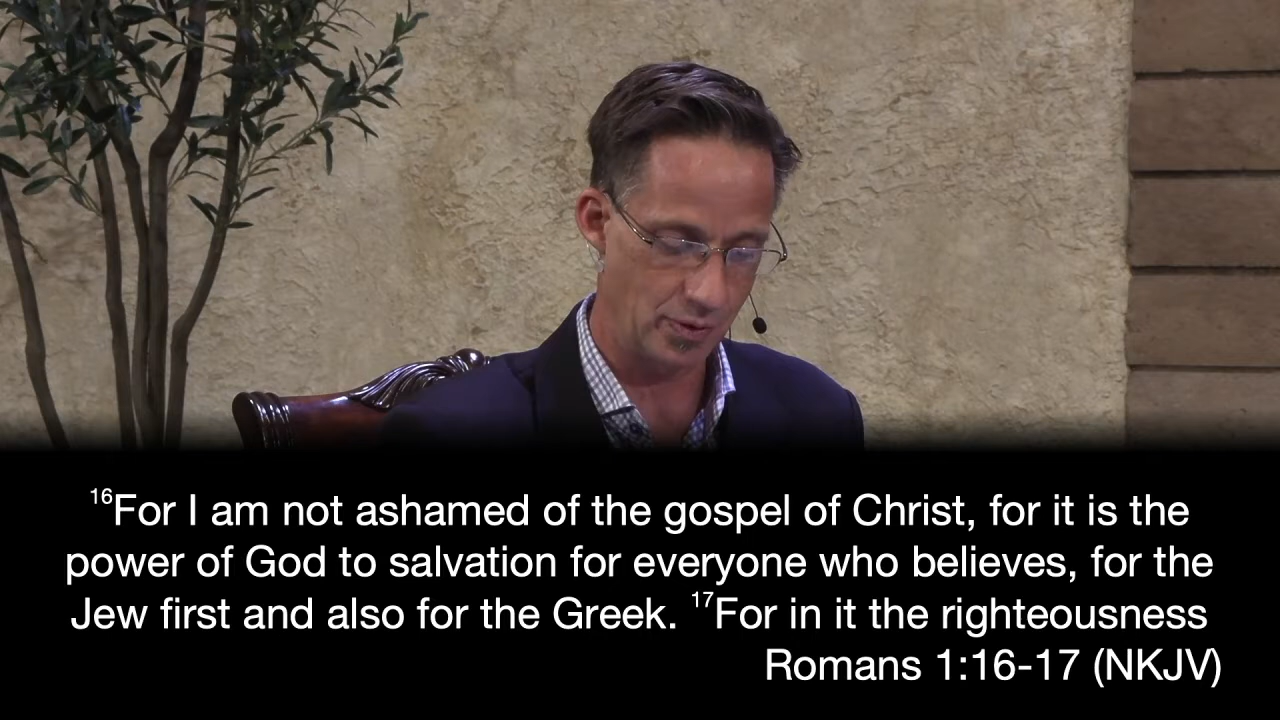 16For I am not ashamed of the gospel of Christ, for it is the
power of God to salvation for everyone who believes, for the
Jew first and also for the Greek. 17For in it the righteousness
Romans 1:16-17 (NKJV)